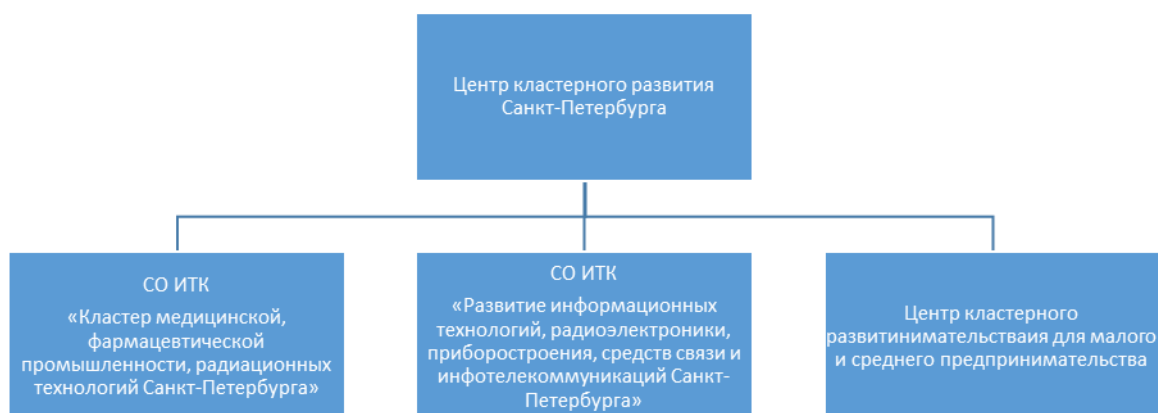 Центр кластерного развития
Санкт-Петербурга
СО ИТК
«Кластер медицинской,
фармацевтической
промышленности, радиационных
технологий Санкт-Петербурга»
СО ИТК
«Развитие информационных
технологий, радиоэлектроники,
приборостроения, средств связи и
инфотелекоммуникаций Санкт-
Петербурга»
Центр кластерного
развитинимательстваия для малого
и среднего предпринимательства